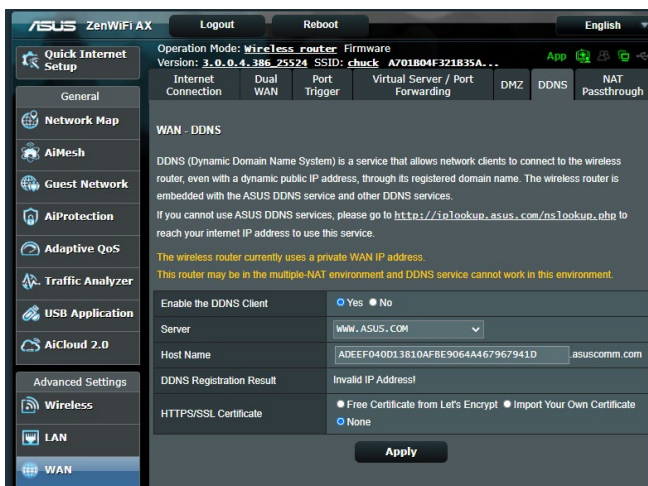 ASUS ZenWiFi AX Logout Reboot English
Quick Internet Setup
Operation Mode: Wireless router Firmware
Version: 3.0.0.4.386_25524 SSID: chuck A701B04F321B35A...
App
Internet Connection
Dual WAN
Port Trigger
Virtual Server / Port Forwarding
DMZ
DDNS
NAT Passthrough
General
Network Map
AiMesh
Guest Network
AiProtection
Adaptive QoS
Traffic Analyzer
USB Application
AiCloud 2.0
Advanced Settings
Wireless
LAN
WAN
WAN - DDNS
DDNS (Dynamic Domain Name System) is a service that allows network clients to connect to the wireless
router, even with a dynamic public IP address, through its registered domain name. The wireless router is
embedded with the ASUS DDNS service and other DDNS services.
If you cannot use ASUS DDNS services, please go to http://iplookup.asus.com/nslookup.php to
reach your internet IP address to use this service.
The wireless router currently uses a private WAN IP address.
This router may be in the multiple-NAT environment and DDNS service cannot work in this environment.
Enable the DDNS Client Yes No
Server WWW.ASUS.COM
Host Name ADEEF040D13810AFBE9064A467967941D .asuscomm.com
DDNS Registration Result Invalid IP Address!
HTTPS/SSL Certificate Free Certificate from Let's Encrypt Import Your Own Certificate
None
Apply